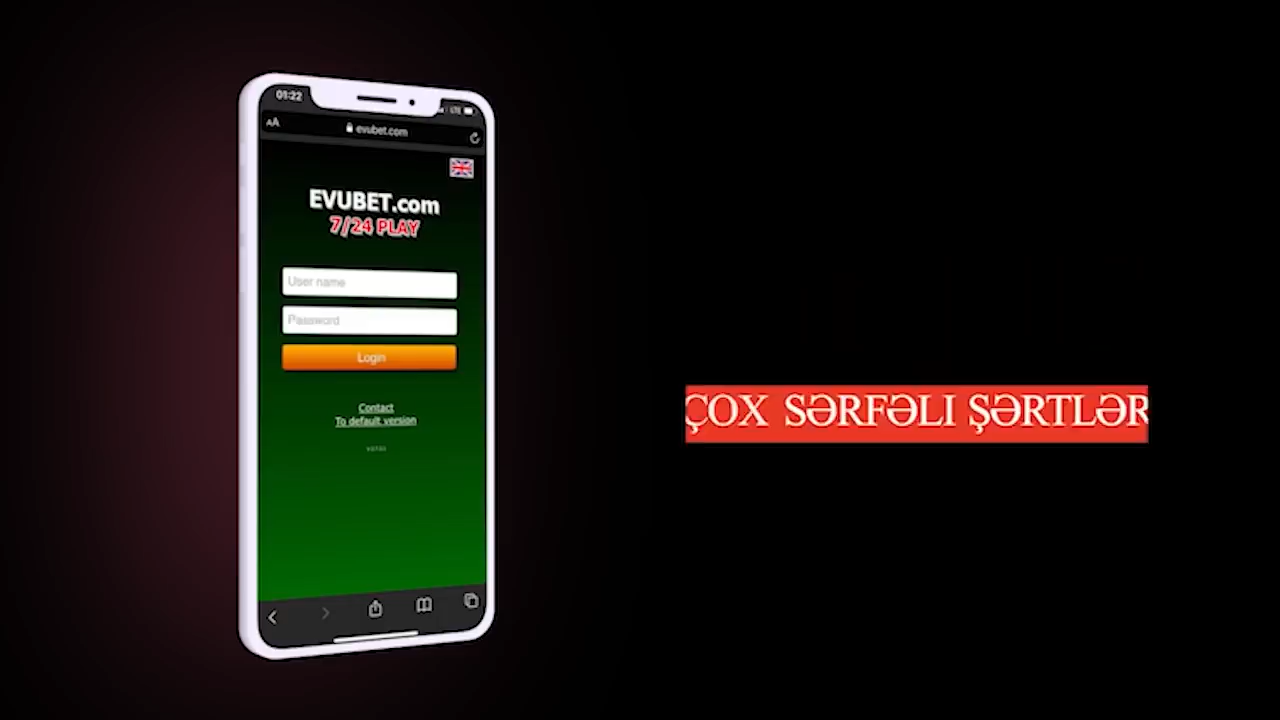 01:22
LTE
AA
evubet.com
EVUBET.com
7/24 PLAY
User name
Password
Login
Contact
To default version
ÇOX SƏRFƏLI ŞƏRTLƏR